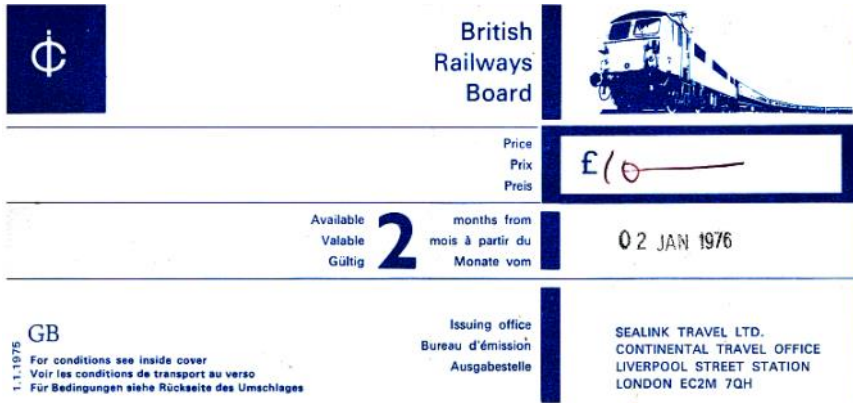 British
Railways
Board
Price
Prix
Preis
£10
Available
Valable
Gültig
2
months from
mois à partir du
Monate vom
02 JAN 1976
1.1.1975
GB
For conditions see inside cover
Voir les conditions de transport au verso
Für Bedingungen siehe Rückseite des Umschlages
Issuing office
Bureau d'émission
Ausgabestelle
SEALINK TRAVEL LTD.
CONTINENTAL TRAVEL OFFICE
LIVERPOOL STREET STATION
LONDON EC2M 7QH